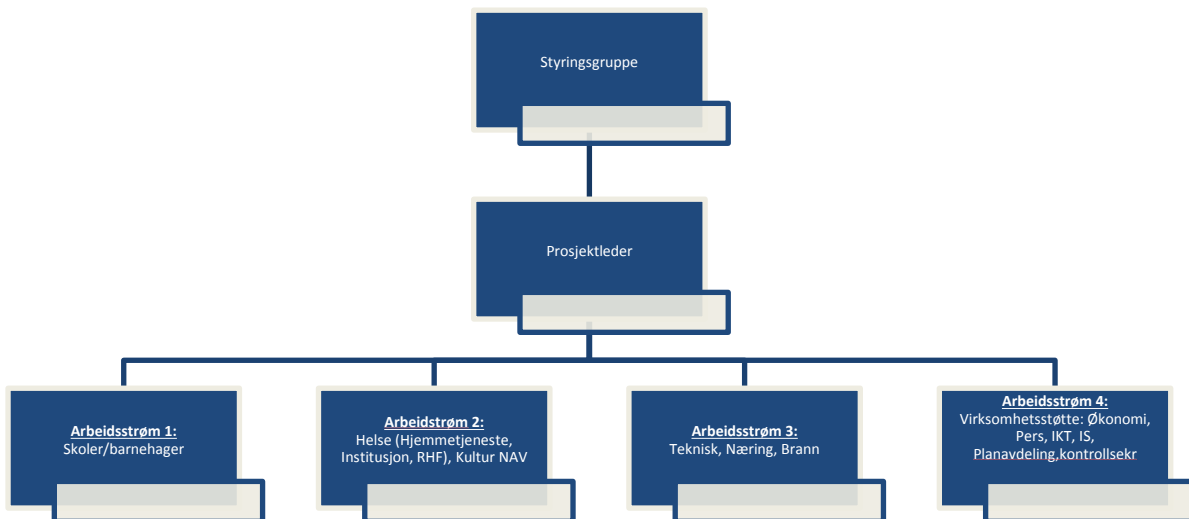 Styringsgruppe
Prosjektleder
Arbeidsstrøm 1:
Skoler/barnehager
Arbeidstrøm 2:
Helse (Hjemmetjeneste,
Institusjon, RHF), Kultur NAV
Arbeidsstrøm 3:
Teknisk, Næring, Brann
Arbeidsstrøm 4:
Virksomhetsstøtte: Økonomi,
Pers, IKT, IS,
Planavdeling,kontrollsekr